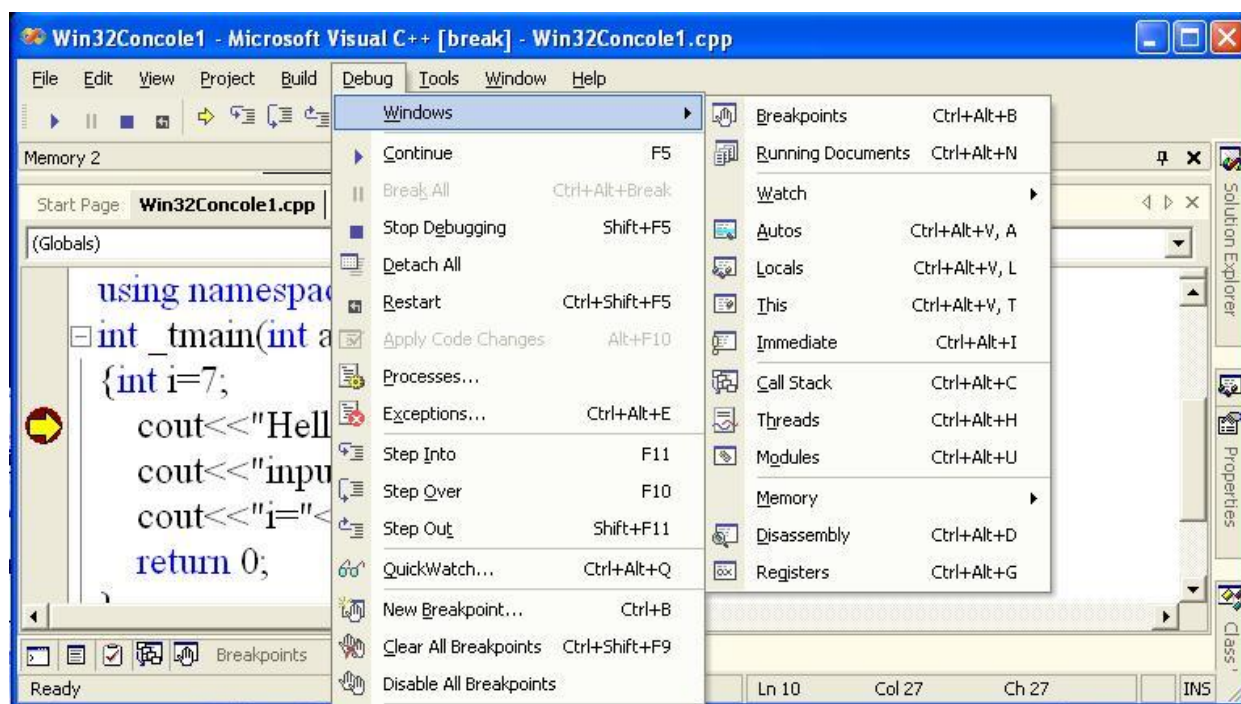 Win32Concole1 - Microsoft Visual C++ [break] - Win32Concole1.cpp
File Edit View Project Build Debug Tools Window Help
Memory 2
Start Page Win32Concole1.cpp
(Globals)
using namespac
int _tmain(int a
{int i=7;
cout<<"Hell
cout<<"inpu
cout<<"i="<
return 0;
}
Windows
Continue F5
Break All Ctrl+Alt+Break
Stop Debugging Shift+F5
Detach All
Restart Ctrl+Shift+F5
Apply Code Changes Alt+F10
Processes...
Exceptions... Ctrl+Alt+E
Step Into F11
Step Over F10
Step Out Shift+F11
QuickWatch... Ctrl+Alt+Q
New Breakpoint... Ctrl+B
Clear All Breakpoints Ctrl+Shift+F9
Disable All Breakpoints
Breakpoints Ctrl+Alt+B
Running Documents Ctrl+Alt+N
Watch
Autos Ctrl+Alt+V, A
Locals Ctrl+Alt+V, L
This Ctrl+Alt+V, T
Immediate Ctrl+Alt+I
Call Stack Ctrl+Alt+C
Threads Ctrl+Alt+H
Modules Ctrl+Alt+U
Memory
Disassembly Ctrl+Alt+D
Registers Ctrl+Alt+G
Solution Explorer
Properties
Class
Breakpoints
Ready Ln 10 Col 27 Ch 27 INS